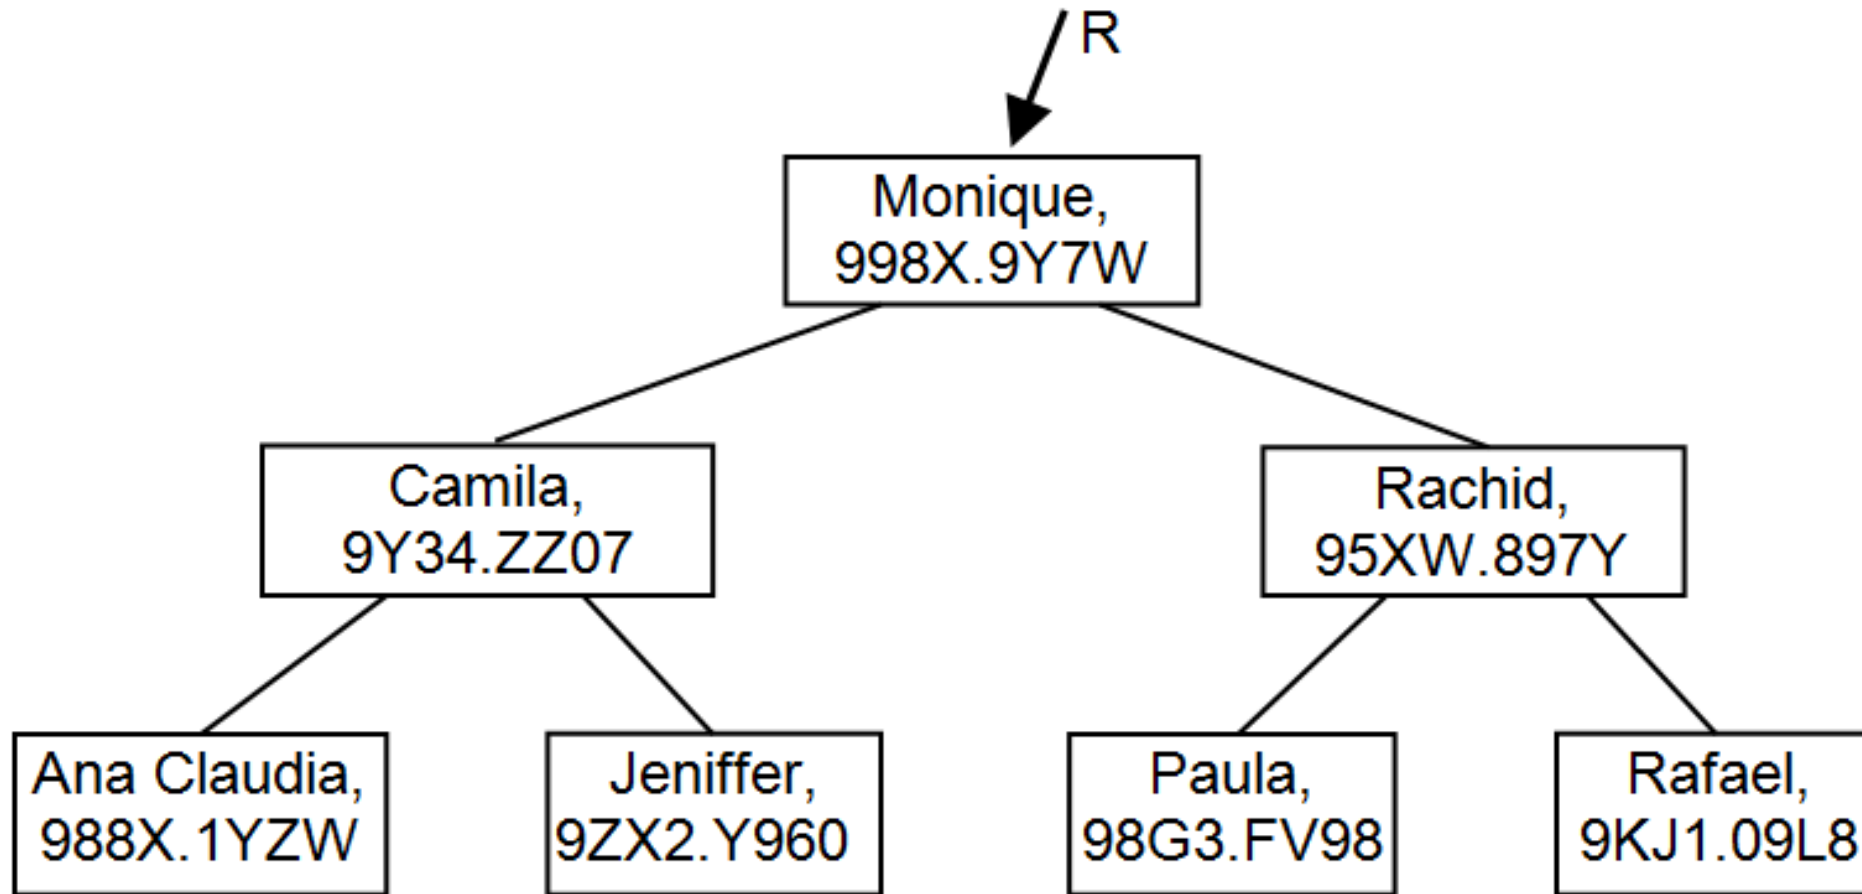 R
Monique,
998X.9Y7W
Camila,
9Y34.ZZ07
Rachid,
95XW.897Y
Ana Claudia,
988X.1YZW
Jeniffer,
9ZX2.Y960
Paula,
98G3.FV98
Rafael,
9KJ1.09L8